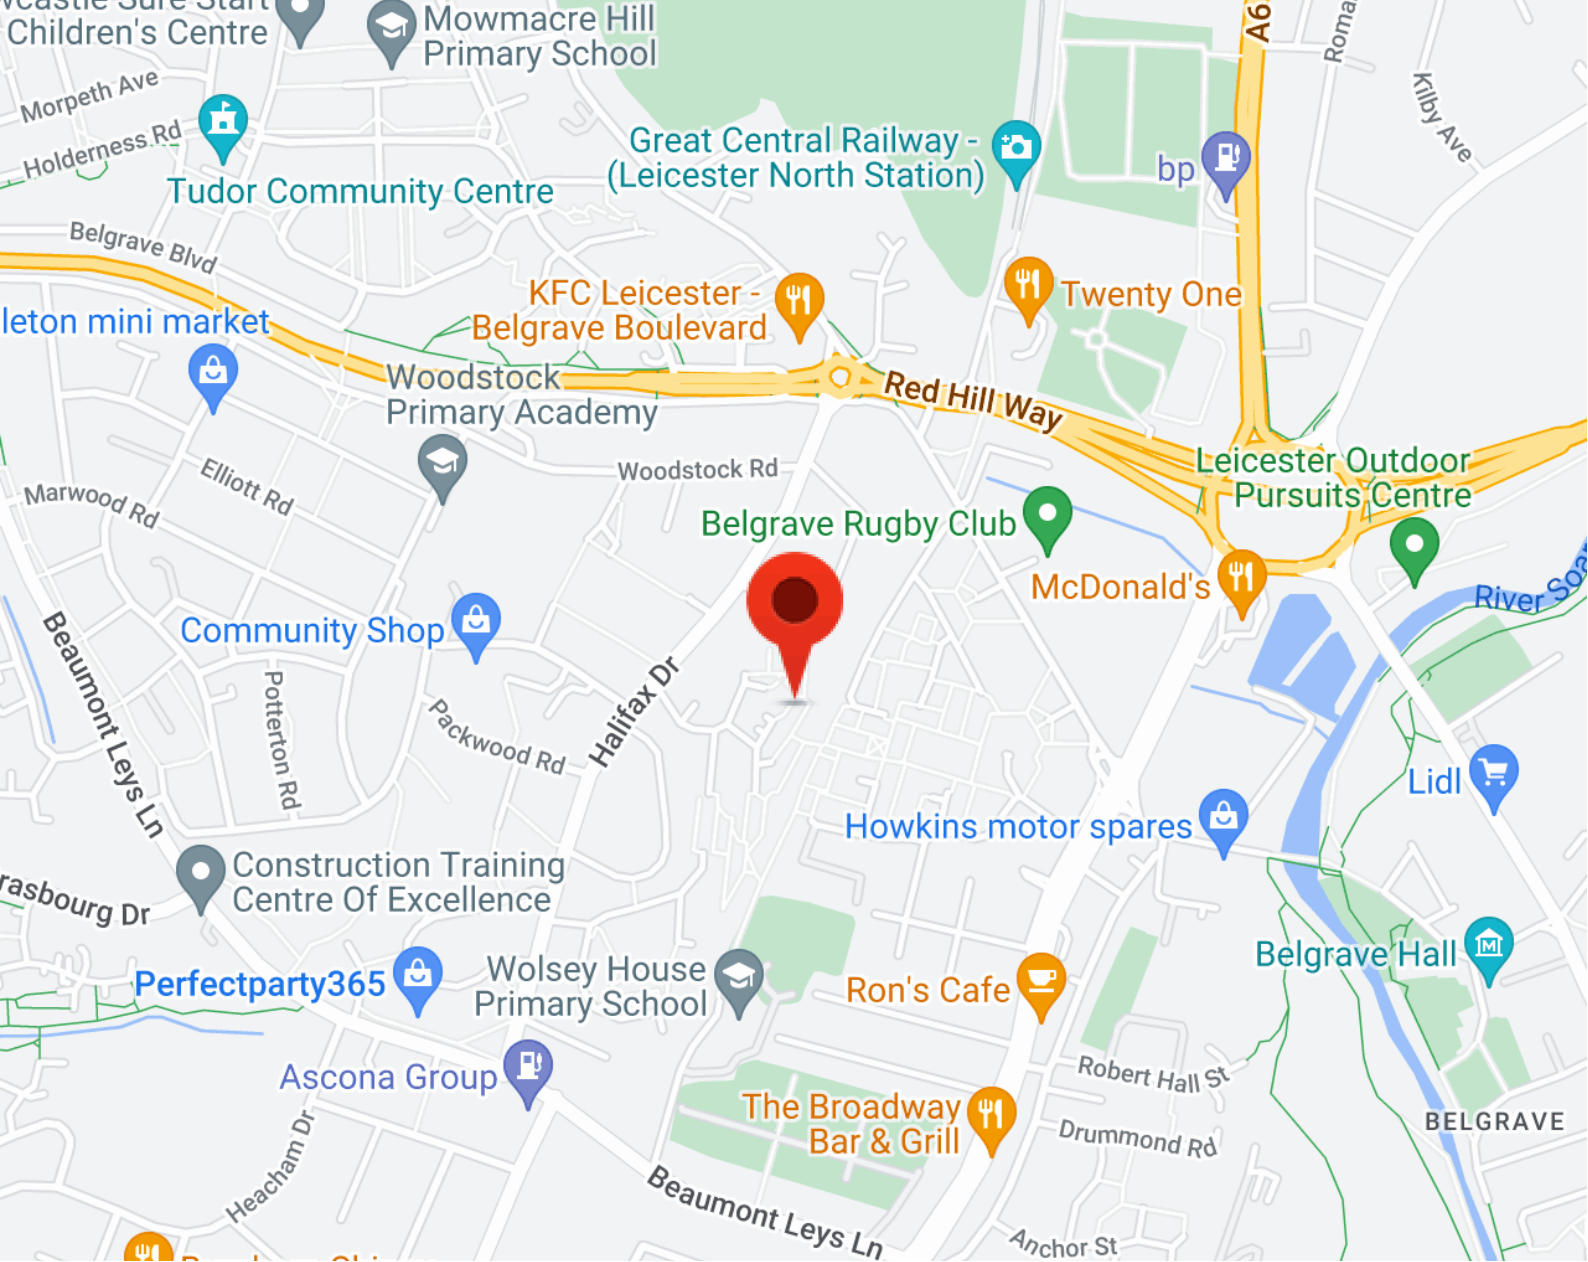 Children's Centre
Mowmacre Hill
Primary School
A6
Morpeth Ave
Kilby Ave
Holderness Rd
Great Central Railway -
(Leicester North Station)
bp
Tudor Community Centre
Belgrave Blvd
KFC Leicester -
Belgrave Boulevard
Twenty One
leton mini market
Woodstock
Primary Academy
Red Hill Way
Woodstock Rd
Leicester Outdoor
Pursuits Centre
Elliott Rd
Marwood Rd
Belgrave Rugby Club
McDonald's
River Soar
Community Shop
Beaumont Leys Ln
Potterton Rd
Halifax Dr
Packwood Rd
Lidl
Howkins motor spares
Construction Training
Centre Of Excellence
rasbourg Dr
Perfectparty365
Wolsey House
Primary School
Ron's Cafe
Belgrave Hall
Ascona Group
Robert Hall St
The Broadway
Bar & Grill
Drummond Rd
BELGRAVE
Heacham Dr
Beaumont Leys Ln
Anchor St